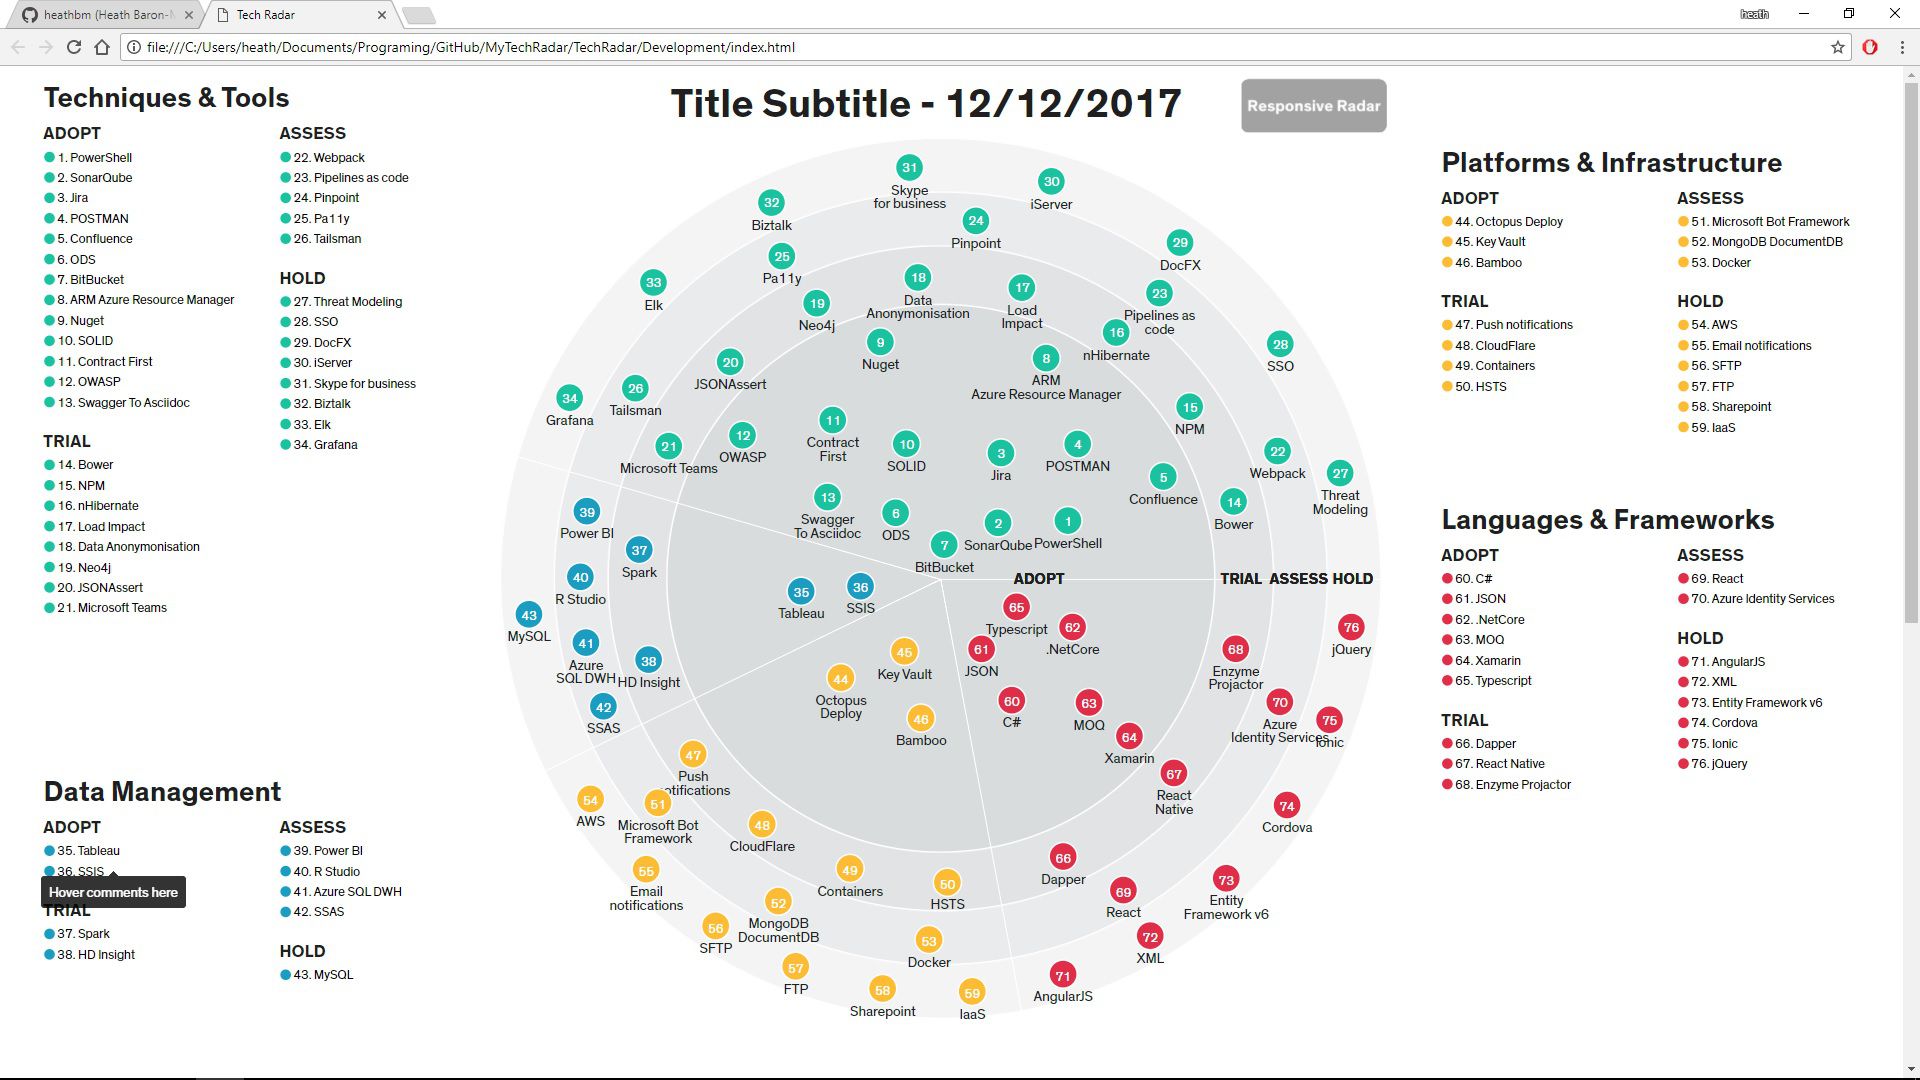 heathbm (Heath Baron-M
Tech Radar
heath
file:///C:/Users/heath/Documents/Programing/GitHub/MyTechRadar/TechRadar/Development/index.html
Techniques & Tools
ADOPT
1. PowerShell
2. SonarQube
3. Jira
4. POSTMAN
5. Confluence
6. ODS
7. BitBucket
8. ARM Azure Resource Manager
9. Nuget
10. SOLID
11. Contract First
12. OWASP
13. Swagger To Asciidoc
TRIAL
14. Bower
15. NPM
16. nHibernate
17. Load Impact
18. Data Anonymonisation
19. Neo4j
20. JSONAssert
21. Microsoft Teams
ASSESS
22. Webpack
23. Pipelines as code
24. Pinpoint
25. Pa11y
26. Tailsman
HOLD
27. Threat Modeling
28. SSO
29. DocFX
30. iServer
31. Skype for business
32. Biztalk
33. Elk
34. Grafana
Data Management
ADOPT
35. Tableau
36. SSIS
Hover comments here
TRIAL
37. Spark
38. HD Insight
ASSESS
39. Power BI
40. R Studio
41. Azure SQL DWH
42. SSAS
HOLD
43. MySQL
Title Subtitle - 12/12/2017
Responsive Radar
31
Skype
for business
30
iServer
32
Biztalk
24
Pinpoint
29
DocFX
25
Pa11y
33
Elk
18
Data
Anonymonisation
17
Load
Impact
23
Pipelines as
code
19
Neo4j
16
nHibernate
9
Nuget
28
SSO
8
ARM
Azure Resource Manager
20
JSONAssert
26
Tailsman
34
Grafana
15
NPM
11
Contract
First
12
OWASP
21
Microsoft Teams
10
SOLID
3
Jira
4
POSTMAN
22
Webpack
27
Threat
Modeling
5
Confluence
14
Bower
13
Swagger
To Asciidoc
6
ODS
2
SonarQube
1
PowerShell
7
BitBucket
39
Power BI
37
Spark
40
R Studio
35
Tableau
36
SSIS
ADOPT
TRIAL
ASSESS
HOLD
43
MySQL
41
Azure
SQL DWH
38
HD Insight
42
SSAS
65
Typescript
62
.NetCore
61
JSON
68
Enzyme
Projactor
76
jQuery
45
Key Vault
44
Octopus
Deploy
46
Bamboo
60
C#
63
MOQ
64
Xamarin
70
Azure
Identity Services
75
Ionic
47
Push
otifications
67
React
Native
54
AWS
51
Microsoft Bot
Framework
48
CloudFlare
74
Cordova
55
Email
notifications
49
Containers
50
HSTS
66
Dapper
69
React
73
Entity
Framework v6
52
MongoDB
DocumentDB
56
SFTP
53
Docker
72
XML
57
FTP
58
Sharepoint
59
IaaS
71
AngularJS
Platforms & Infrastructure
ADOPT
44. Octopus Deploy
45. Key Vault
46. Bamboo
TRIAL
47. Push notifications
48. CloudFlare
49. Containers
50. HSTS
ASSESS
51. Microsoft Bot Framework
52. MongoDB DocumentDB
53. Docker
HOLD
54. AWS
55. Email notifications
56. SFTP
57. FTP
58. Sharepoint
59. IaaS
Languages & Frameworks
ADOPT
60. C#
61. JSON
62. .NetCore
63. MOQ
64. Xamarin
65. Typescript
TRIAL
66. Dapper
67. React Native
68. Enzyme Projactor
ASSESS
69. React
70. Azure Identity Services
HOLD
71. AngularJS
72. XML
73. Entity Framework v6
74. Cordova
75. Ionic
76. jQuery